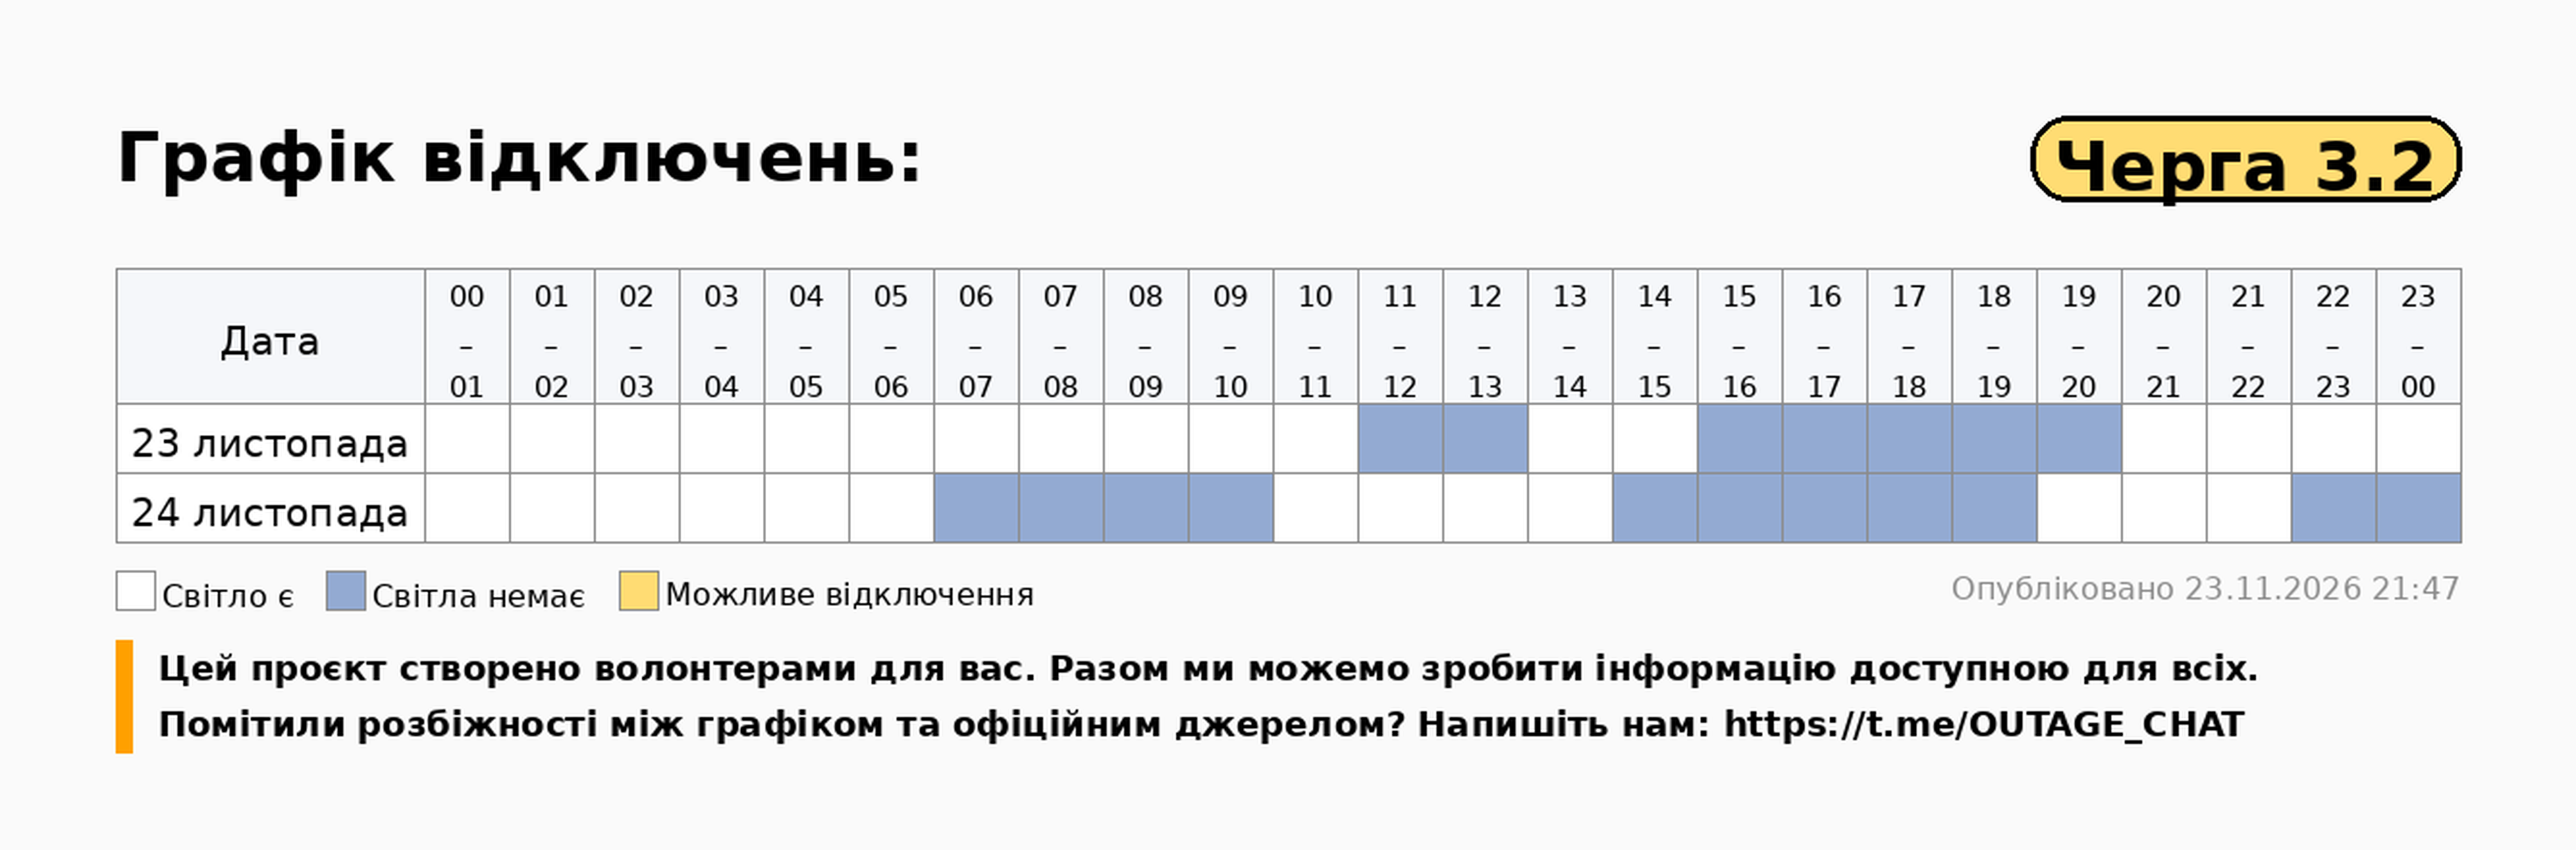 Графік відключень:
Черга 3.2
Дата
00 – 01
01 – 02
02 – 03
03 – 04
04 – 05
05 – 06
06 – 07
07 – 08
08 – 09
09 – 10
10 – 11
11 – 12
12 – 13
13 – 14
14 – 15
15 – 16
16 – 17
17 – 18
18 – 19
19 – 20
20 – 21
21 – 22
22 – 23
23 – 00
23 листопада
24 листопада
Світло є
Світла немає
Можливе відключення
Опубліковано 23.11.2026 21:47
Цей проєкт створено волонтерами для вас. Разом ми можемо зробити інформацію доступною для всіх.
Помітили розбіжності між графіком та офіційним джерелом? Напишіть нам: https://t.me/OUTAGE_CHAT